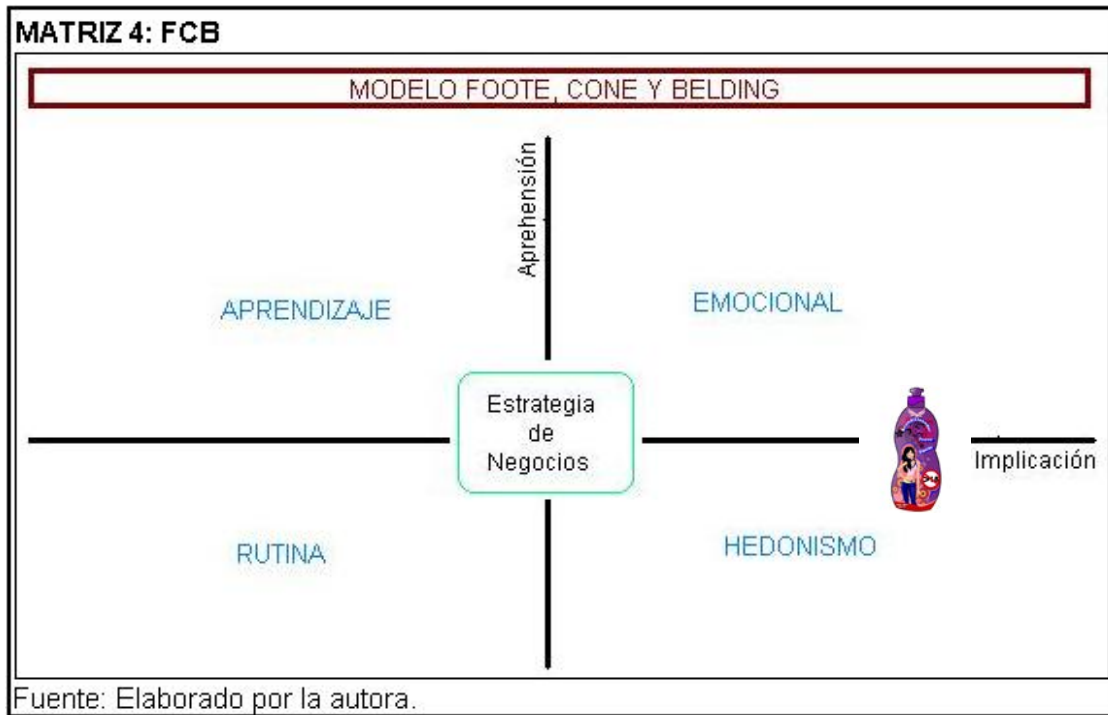 MATRIZ 4: FCB
MODELO FOOTE, CONE Y BELDING
Aprehensión
APRENDIZAJE
EMOCIONAL
Estrategia
de
Negocios
Implicación
RUTINA
HEDONISMO
Fuente: Elaborado por la autora.